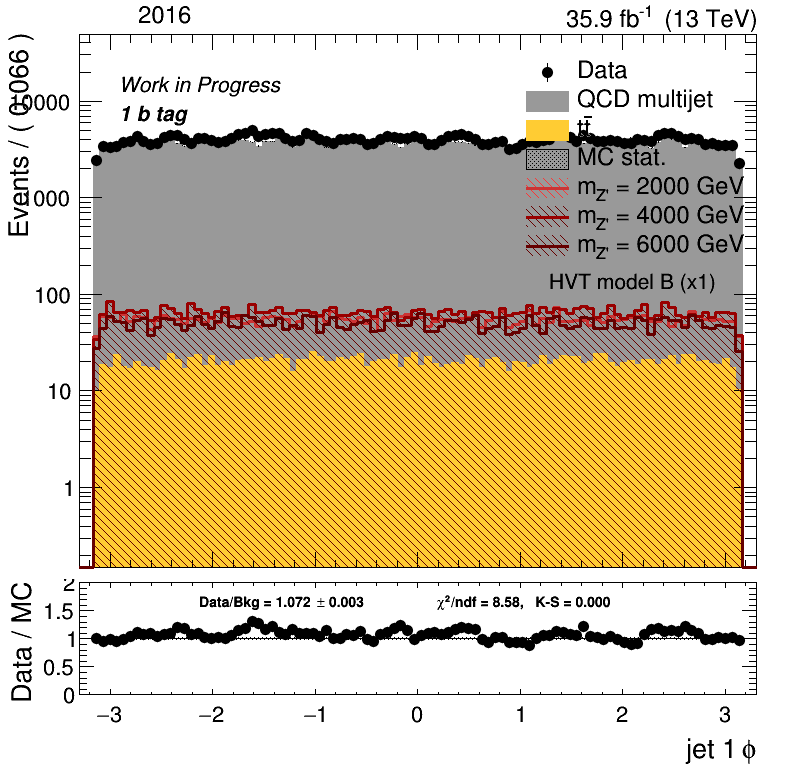 2016
35.9 fb⁻¹ (13 TeV)
Events / ( 0.066 )
Work in Progress
1 b tag
Data
QCD multijet
tt̄
MC stat.
m_Z' = 2000 GeV
m_Z' = 4000 GeV
m_Z' = 6000 GeV
HVT model B (x1)
10000
1000
100
10
1
Data / MC
Data/Bkg = 1.072 ± 0.003
χ²/ndf = 8.58, K-S = 0.000
2
1.5
1
0.5
0
−3 −2 −1 0 1 2 3
jet 1 ϕ